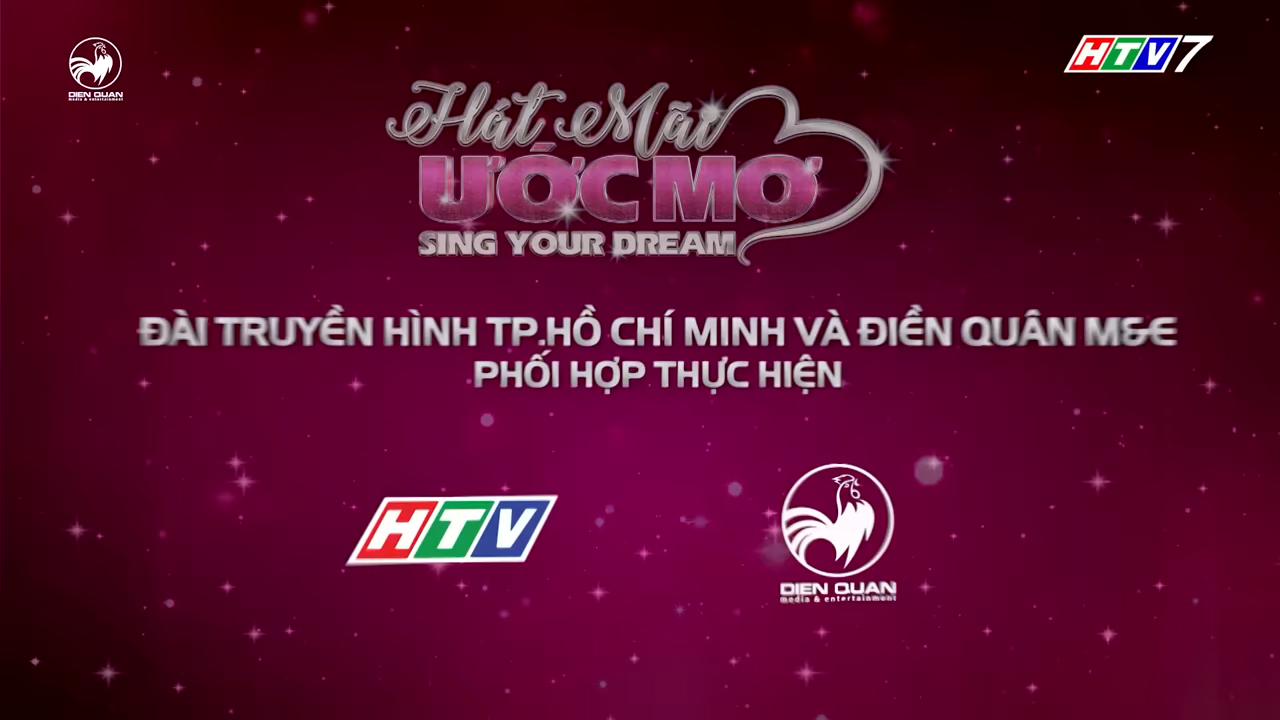 DIEN QUAN
media & entertainment
HTV7
Hát Mãi
ƯỚC MƠ
SING YOUR DREAM
ĐÀI TRUYỀN HÌNH TP.HỒ CHÍ MINH VÀ ĐIỀN QUÂN M&E
PHỐI HỢP THỰC HIỆN
HTV
DIEN QUAN
media & entertainment